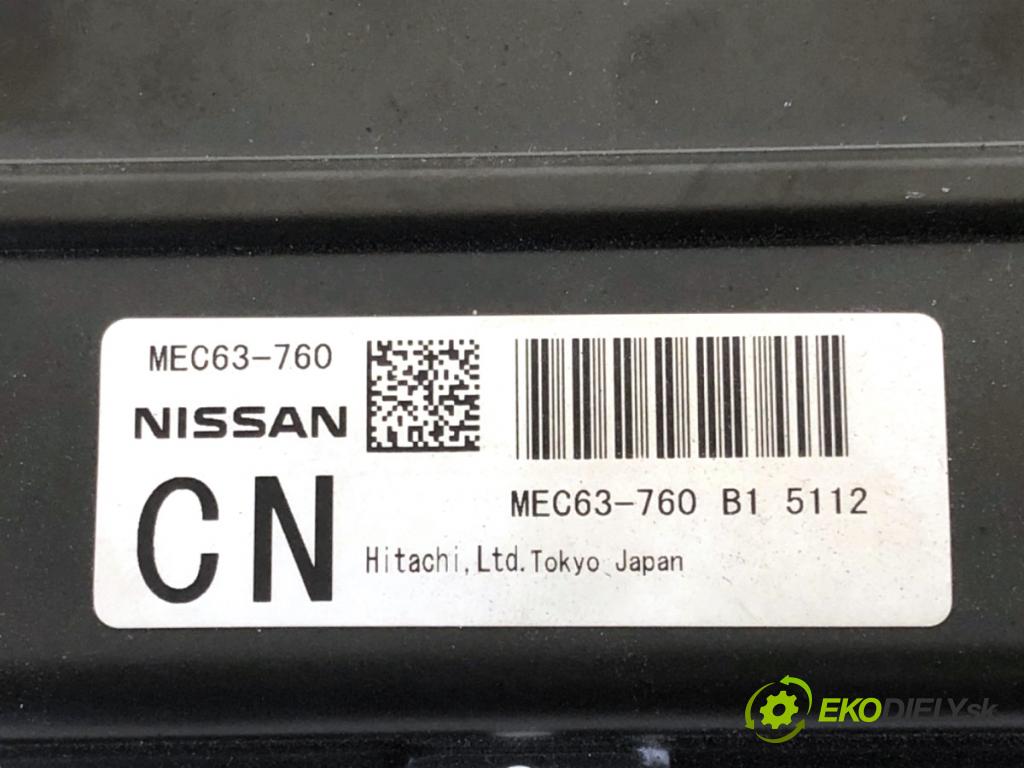 MEC63-760
NISSAN
CN
MEC63-760 B1 5112
Hitachi,Ltd.Tokyo Japan
EKODIELY.sk